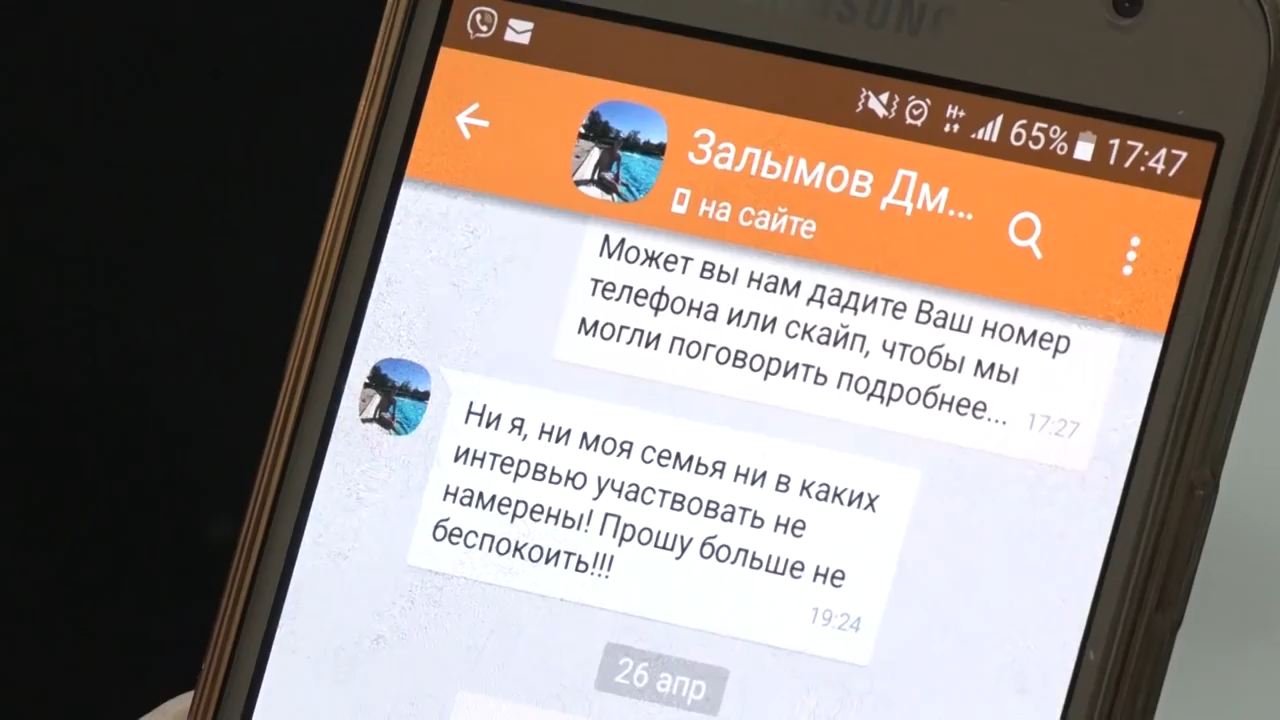 SAMSUNG
H+
65%
17:47
Залымов Дм...
на сайте
Может вы нам дадите Ваш номер
телефона или скайп, чтобы мы
могли поговорить подробнее...
17:27
Ни я, ни моя семья ни в каких
интервью участвовать не
намерены! Прошу больше не
беспокоить!!!
19:24
26 апр